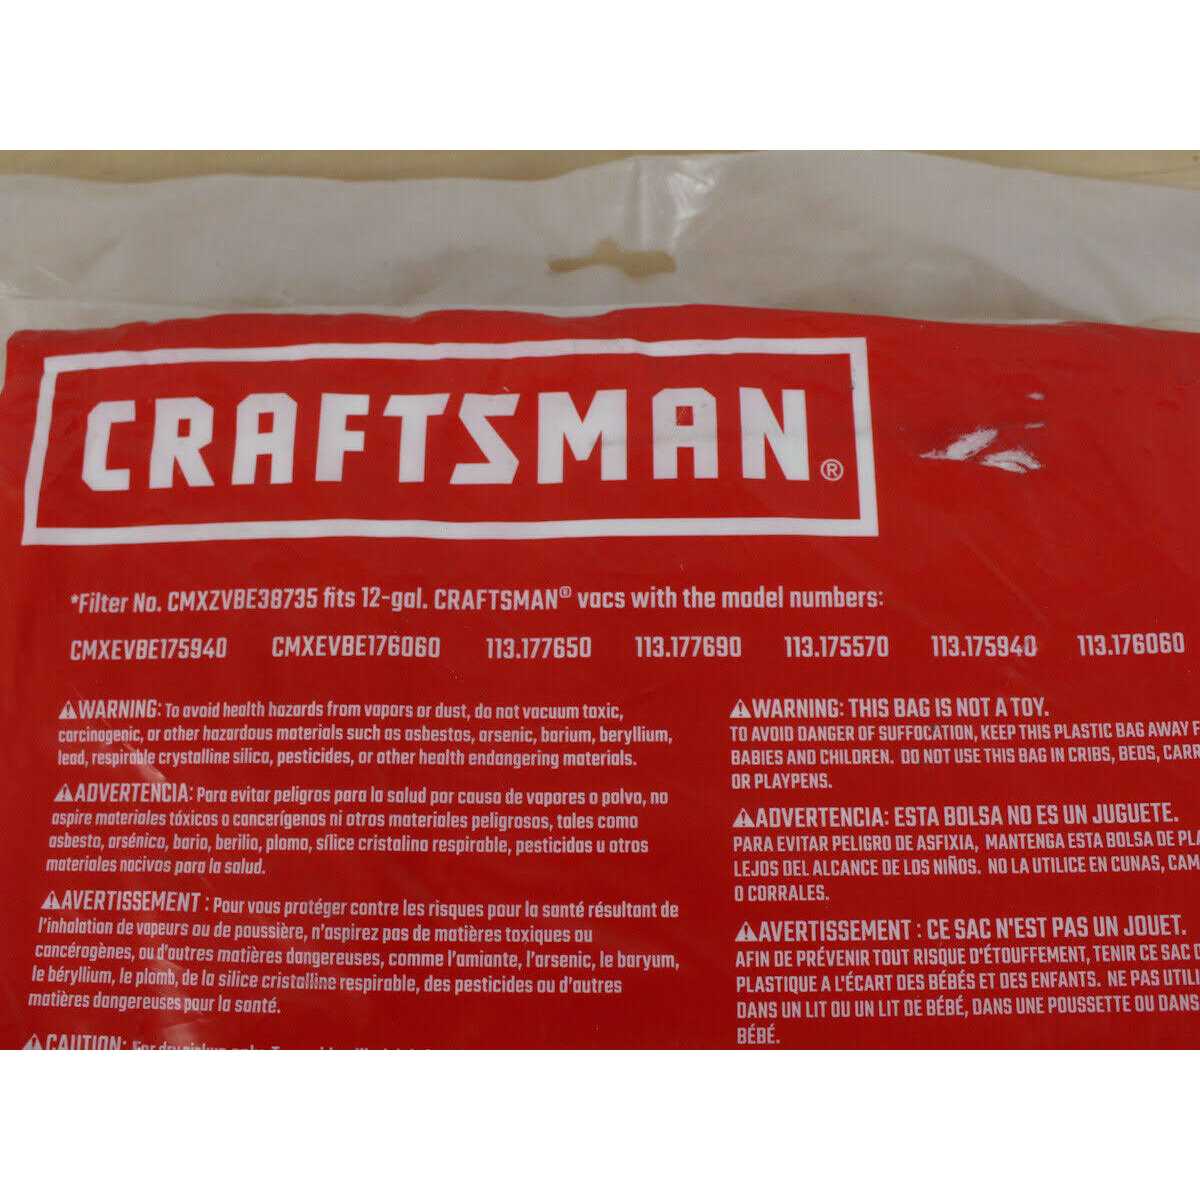 CRAFTSMAN®
*Filter No. CMXZVBE38735 fits 12-gal. CRAFTSMAN® vacs with the model numbers:
CMXEVBE175940 CMXEVBE176060 113.177650 113.177690 113.175570 113.175940 113.176060
⚠WARNING: To avoid health hazards from vapors or dust, do not vacuum toxic,
carcinogenic, or other hazardous materials such as asbestos, arsenic, barium, beryllium,
lead, respirable crystalline silica, pesticides, or other health endangering materials.
⚠ADVERTENCIA: Para evitar peligros para la salud por causa de vapores o polvo, no
aspire materiales tóxicos o cancerígenos ni otros materiales peligrosos, tales como
asbesto, arsénico, bario, berilio, plomo, sílice cristalina respirable, pesticidas u otros
materiales nocivos para la salud.
⚠AVERTISSEMENT : Pour vous protéger contre les risques pour la santé résultant de
l'inhalation de vapeurs ou de poussière, n'aspirez pas de matières toxiques ou
cancérogènes, ou d'autres matières dangereuses, comme l'amiante, l'arsenic, le baryum,
le béryllium, le plomb, de la silice cristalline respirable, des pesticides ou d'autres
matières dangereuses pour la santé.
⚠CAUTION: For dry pickup only.
⚠WARNING: THIS BAG IS NOT A TOY.
TO AVOID DANGER OF SUFFOCATION, KEEP THIS PLASTIC BAG AWAY
BABIES AND CHILDREN. DO NOT USE THIS BAG IN CRIBS, BEDS, CARR
OR PLAYPENS.
⚠ADVERTENCIA: ESTA BOLSA NO ES UN JUGUETE.
PARA EVITAR PELIGRO DE ASFIXIA, MANTENGA ESTA BOLSA DE PLA
LEJOS DEL ALCANCE DE LOS NIÑOS. NO LA UTILICE EN CUNAS, CAM
O CORRALES.
⚠AVERTISSEMENT : CE SAC N'EST PAS UN JOUET.
AFIN DE PRÉVENIR TOUT RISQUE D'ÉTOUFFEMENT, TENIR CE SAC
PLASTIQUE À L'ÉCART DES BÉBÉS ET DES ENFANTS. NE PAS UTILI
DANS UN LIT OU UN LIT DE BÉBÉ, DANS UNE POUSSETTE OU DANS
BÉBÉ.